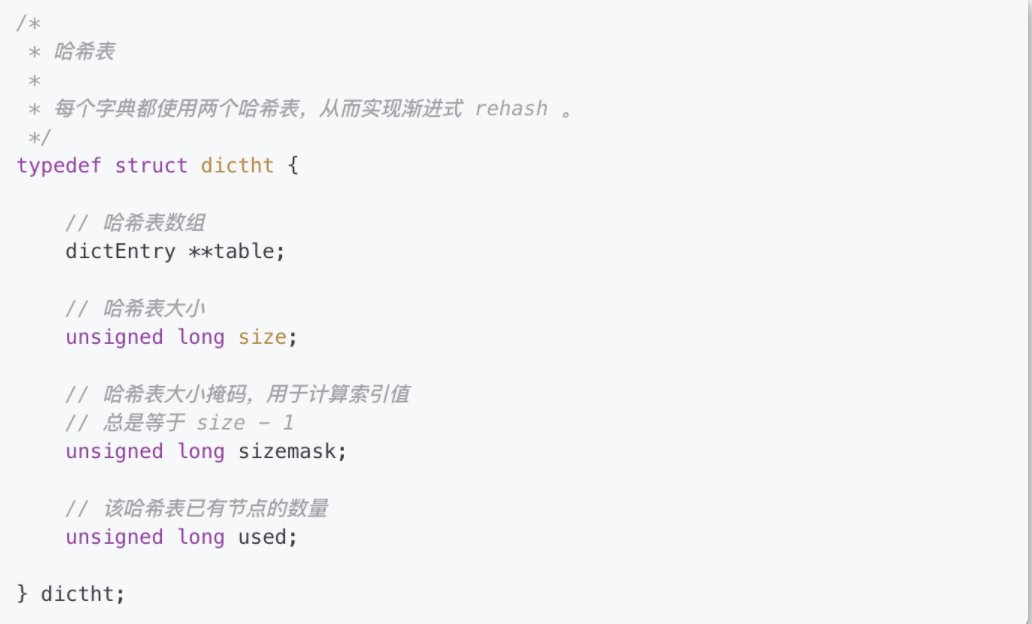 /*
 * 哈希表
 *
 * 每个字典都使用两个哈希表，从而实现渐进式 rehash 。
 */
typedef struct dictht {
    // 哈希表数组
    dictEntry **table;
    // 哈希表大小
    unsigned long size;
    // 哈希表大小掩码，用于计算索引值
    // 总是等于 size - 1
    unsigned long sizemask;
    // 该哈希表已有节点的数量
    unsigned long used;
} dictht;